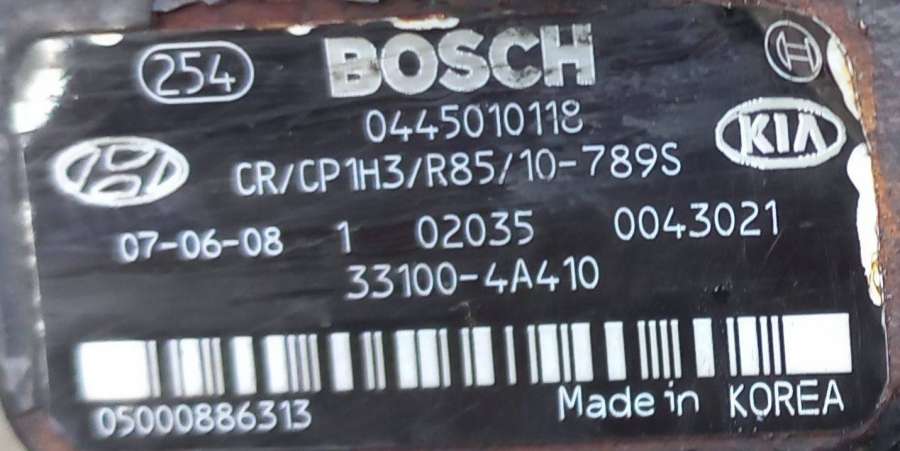 254 BOSCH
0445010118
KIA
CR/CP1H3/R85/10-789S
07-06-08 1 02035 0043021
33100-4A410
05000886313 Made in KOREA